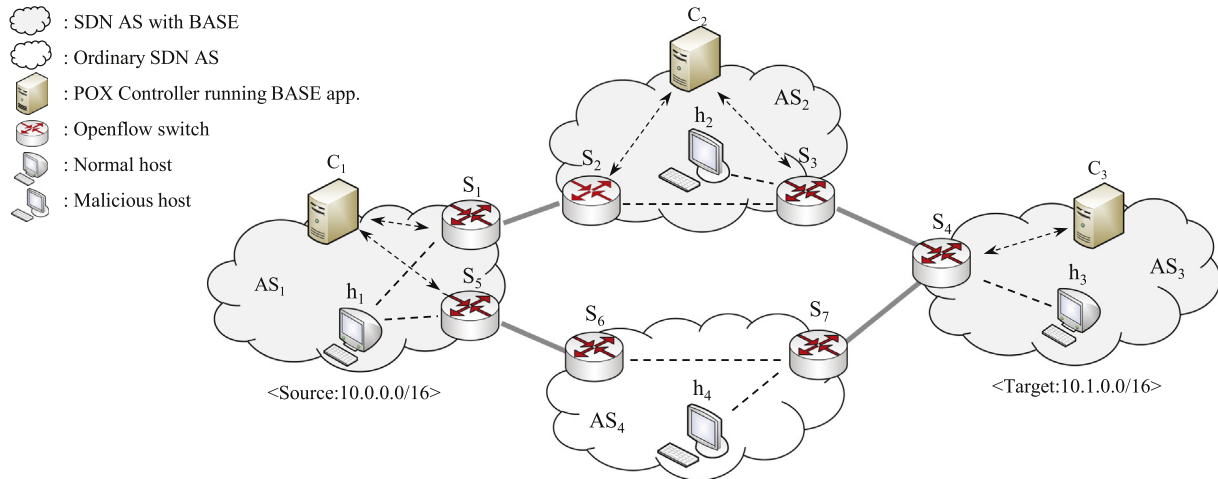 : SDN AS with BASE
: Ordinary SDN AS
: POX Controller running BASE app.
: Openflow switch
: Normal host
: Malicious host
C₂
AS₂
h₂
S₂
S₃
C₁
S₁
AS₁
h₁
S₅
<Source:10.0.0.0/16>
C₃
S₄
AS₃
h₃
<Target:10.1.0.0/16>
S₆
S₇
AS₄
h₄